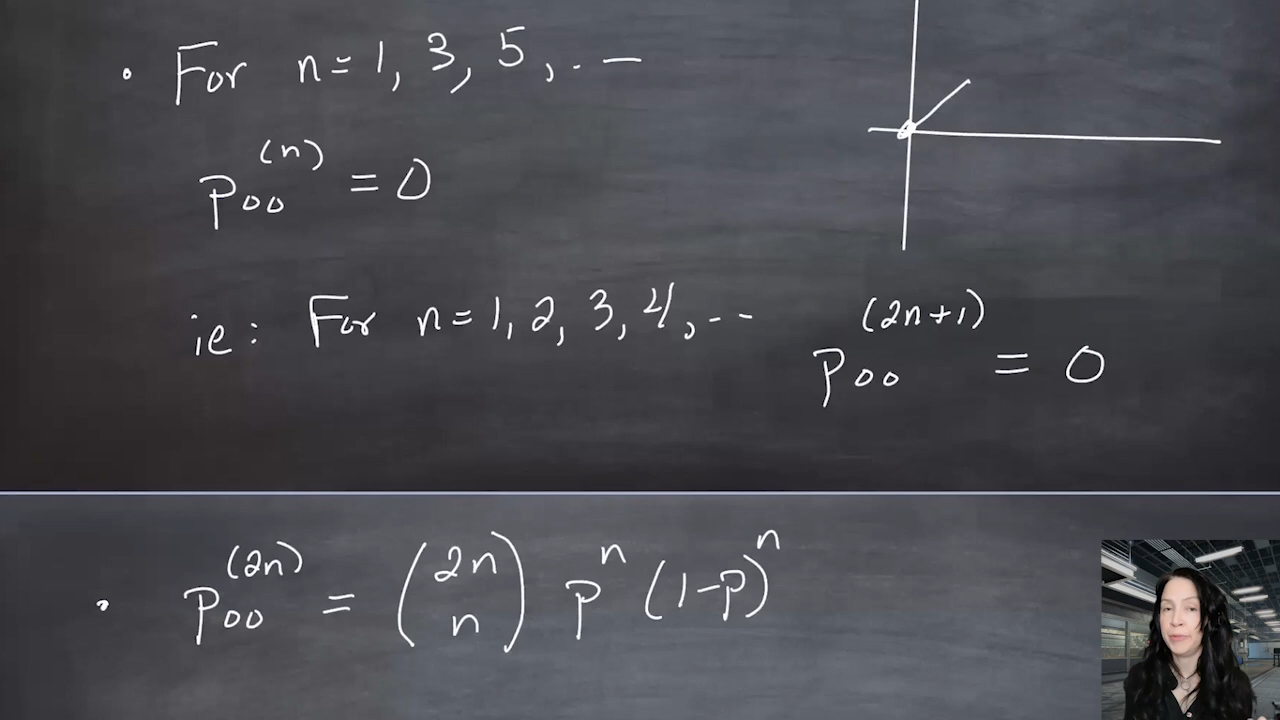 • For n = 1, 3, 5, . —
p₀₀⁽ⁿ⁾ = 0
ie: For n = 1, 2, 3, 4, -- p₀₀⁽²ⁿ⁺¹⁾ = 0
• p₀₀⁽²ⁿ⁾ = (2n n) pⁿ (1-p)ⁿ